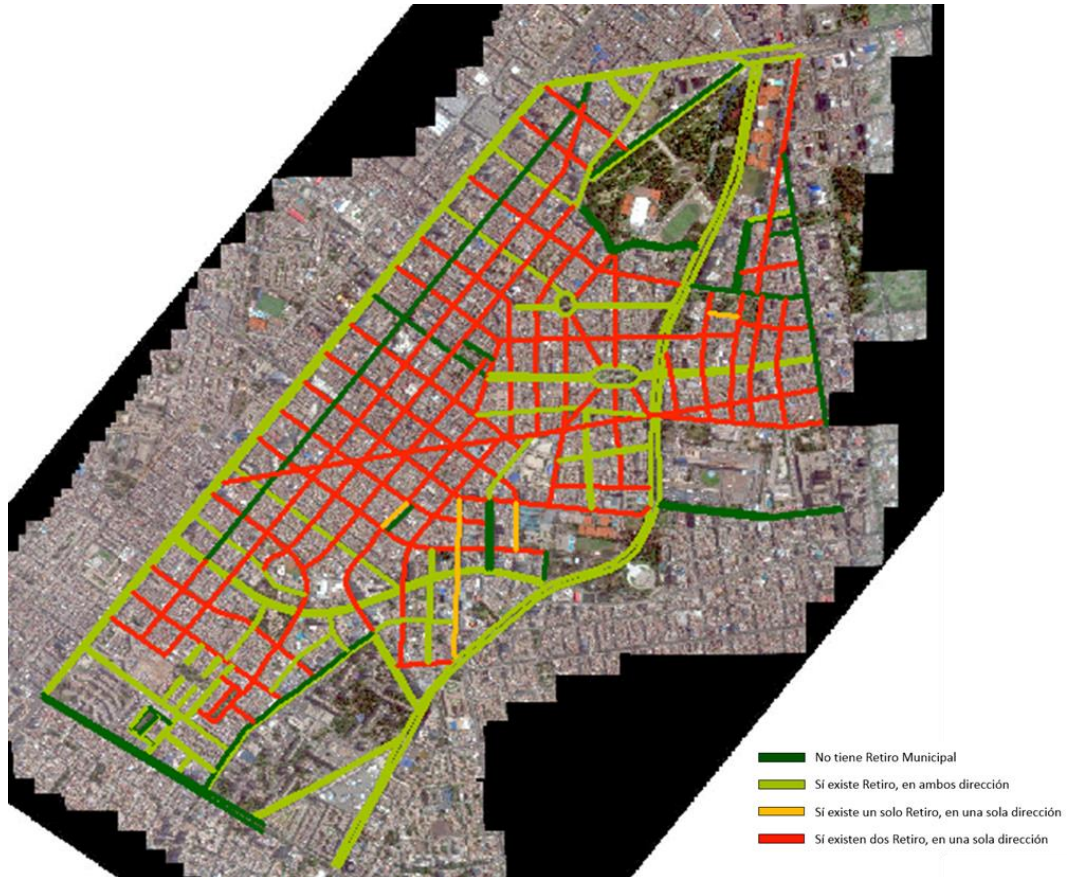 No tiene Retiro Municipal
Sí existe Retiro, en ambos dirección
Sí existe un solo Retiro, en una sola dirección
Sí existen dos Retiro, en una sola dirección